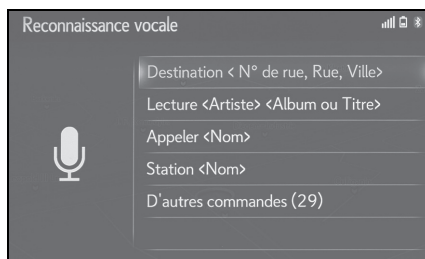 Reconnaissance vocale
Destination < N° de rue, Rue, Ville>
Lecture <Artiste> <Album ou Titre>
Appeler <Nom>
Station <Nom>
D'autres commandes (29)